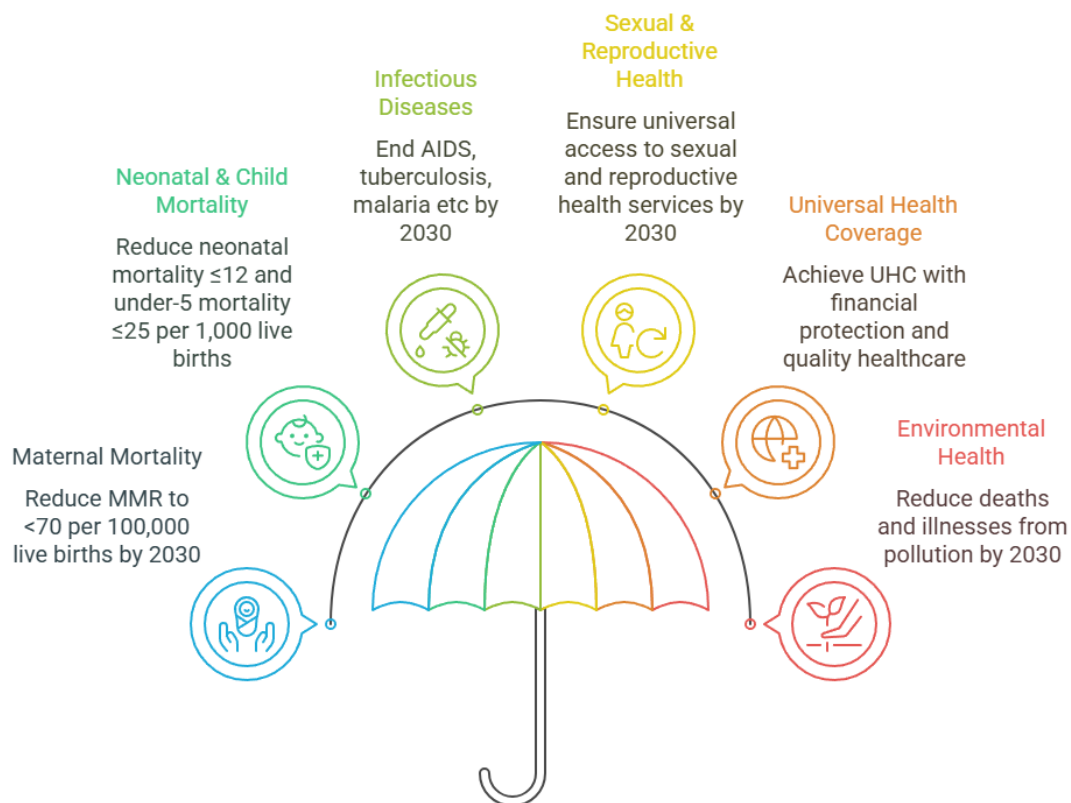 Sexual &
Reproductive
Health
Ensure universal
access to sexual
and reproductive
health services by
2030
Infectious
Diseases
End AIDS,
tuberculosis,
malaria etc by
2030
Neonatal & Child
Mortality
Reduce neonatal
mortality ≤12 and
under-5 mortality
≤25 per 1,000 live
births
Universal Health
Coverage
Achieve UHC with
financial
protection and
quality healthcare
Maternal Mortality
Reduce MMR to
<70 per 100,000
live births by 2030
Environmental
Health
Reduce deaths
and illnesses from
pollution by 2030